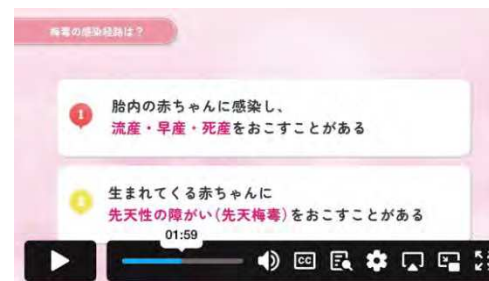 梅毒の感染経路は？
1
胎内の赤ちゃんに感染し、
流産・早産・死産をおこすことがある
2
生まれてくる赤ちゃんに
先天性の障がい（先天梅毒）をおこすことがある
01:59
CC